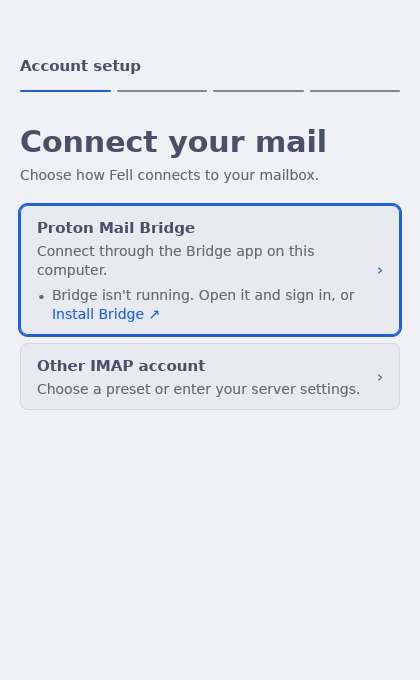 Account setup
Connect your mail
Choose how Fell connects to your mailbox.
Proton Mail Bridge
Connect through the Bridge app on this
computer.
• Bridge isn't running. Open it and sign in, or
Install Bridge ↗
›
Other IMAP account
Choose a preset or enter your server settings.
›